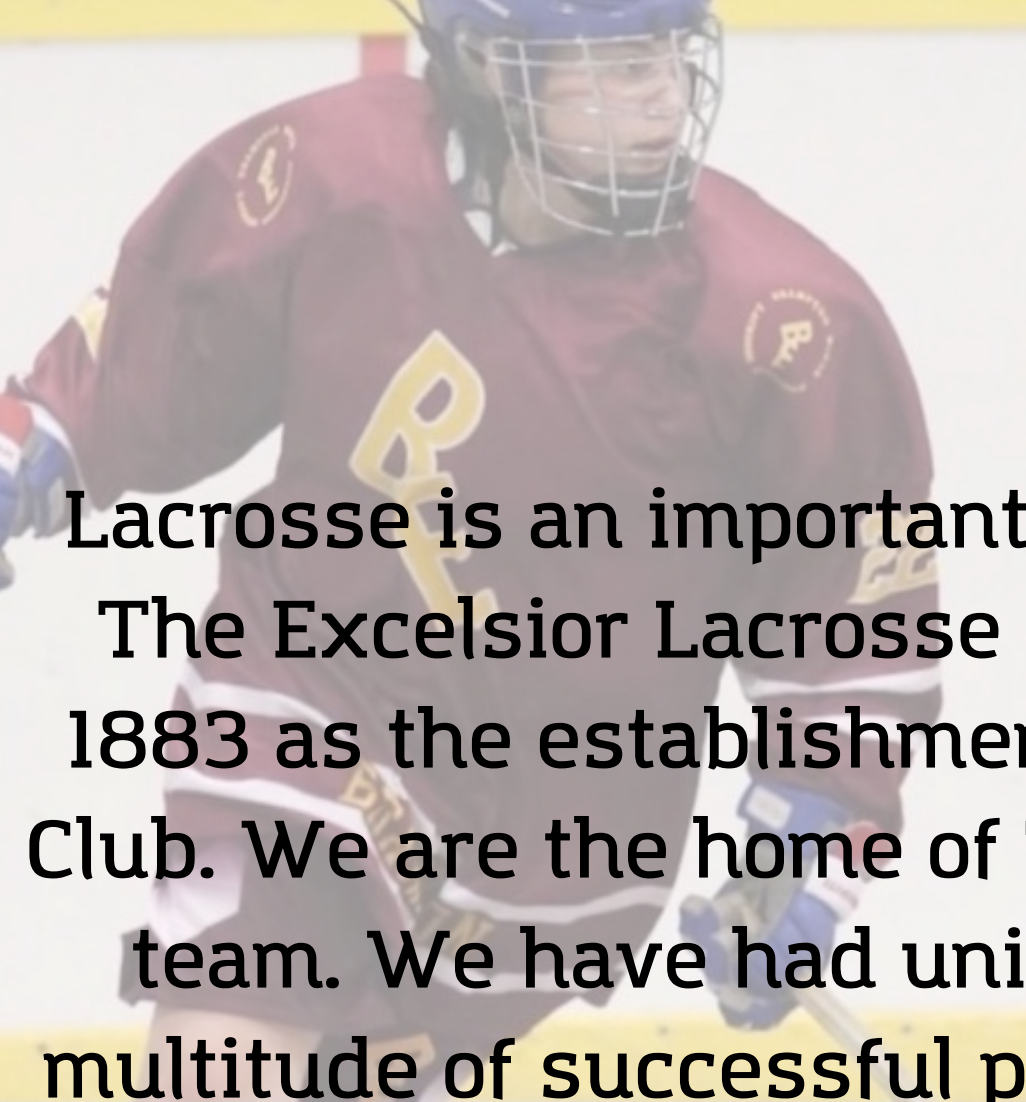 BE
Lacrosse is an important
The Excelsior Lacrosse
1883 as the establishmen
Club. We are the home of
team. We have had uni
multitude of successful p